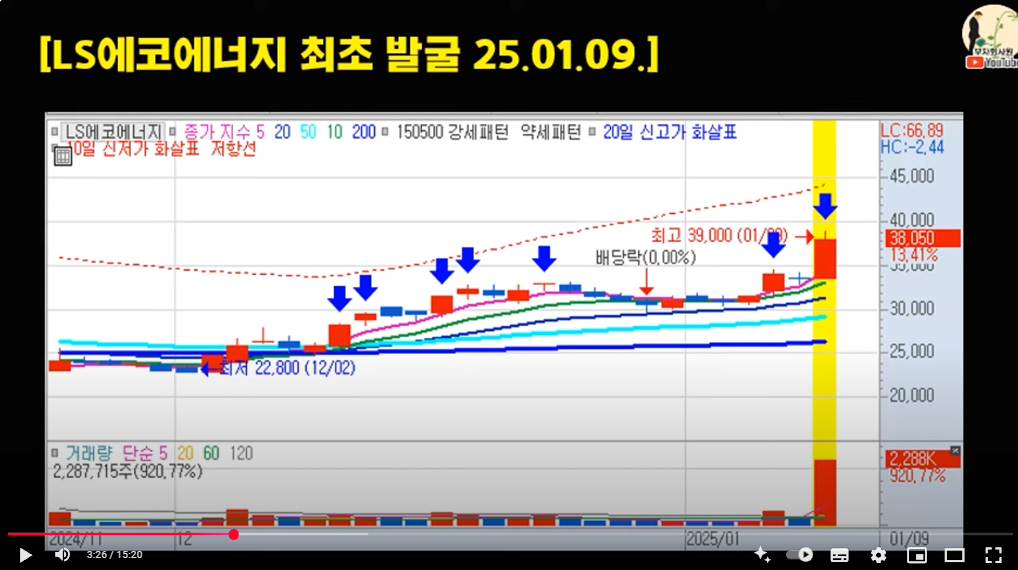 [LS에코에너지 최초 발굴 25.01.09.]
부자회사원
YouTube
LS에코에너지 종가 지수 5 20 50 10 200 150500 강세패턴 약세패턴 20일 신고가 화살표
10일 신저가 화살표 저항선
LC:66.89
HC:-2.44
45,000
40,000
최고 39,000 (01/09)
38,050
13.41%
배당락(0.00%)
35,000
30,000
25,000
최저 22,800 (12/02)
20,000
거래량 단순 5 20 60 120
2,287,715주(920.77%)
2,288K
920.77%
2024/11 12 2025/01 01/09
3:26 / 15:20